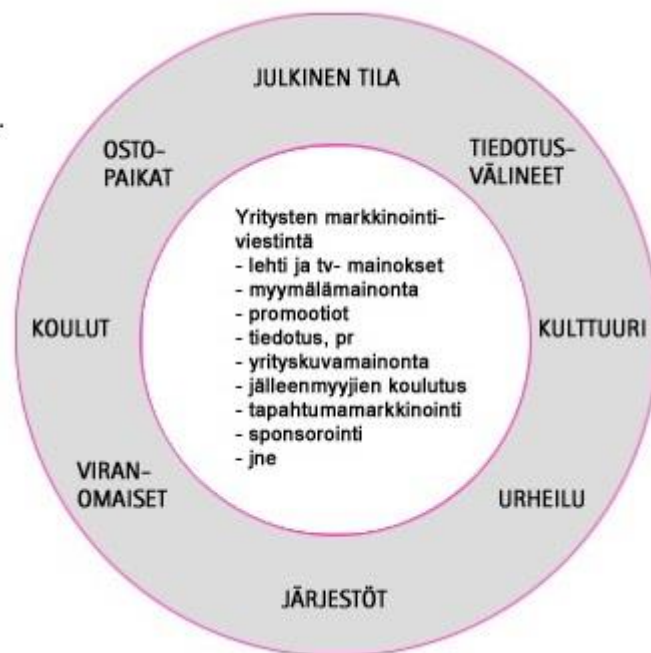 JULKINEN TILA
OSTO-
PAIKAT
TIEDOTUS-
VÄLINEET
Yritysten markkinointi-
viestintä
- lehti ja tv- mainokset
- myymälämainonta
- promootiot
- tiedotus, pr
- yrityskuvamainonta
- jälleenmyyjien koulutus
- tapahtumamarkkinointi
- sponsorointi
- jne
KOULUT
KULTTUURI
VIRAN-
OMAISET
URHEILU
JÄRJESTÖT